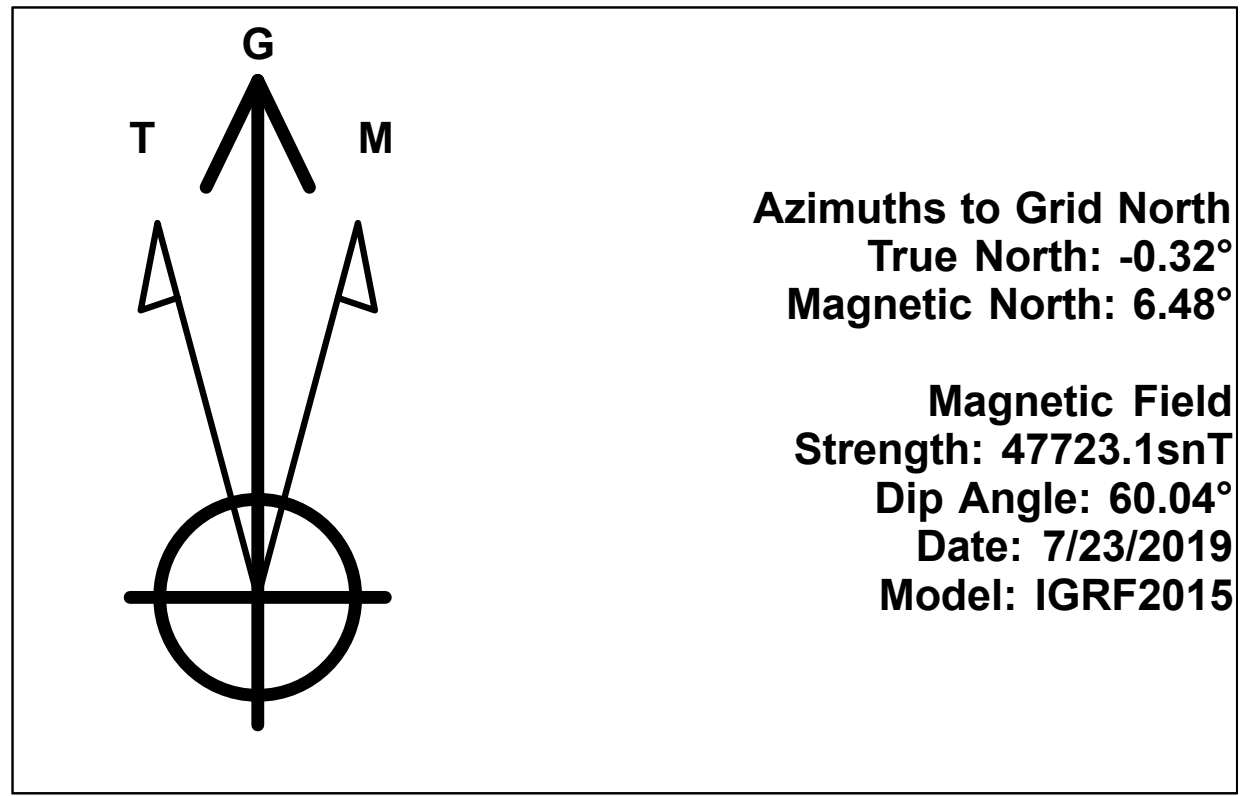 G
T M
Azimuths to Grid North
True North: -0.32°
Magnetic North: 6.48°
Magnetic Field
Strength: 47723.1snT
Dip Angle: 60.04°
Date: 7/23/2019
Model: IGRF2015